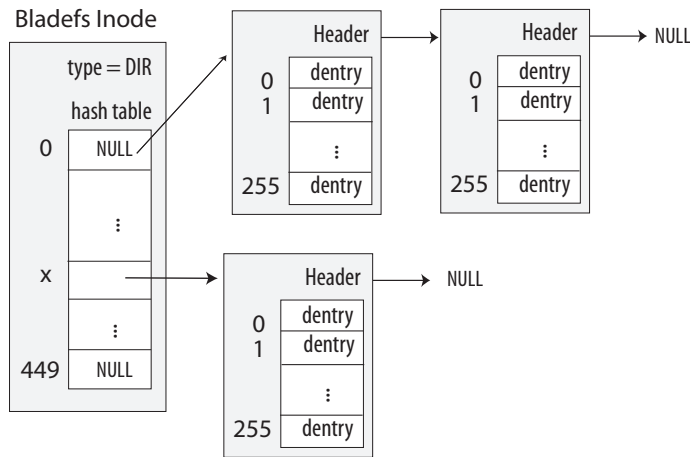 Bladefs Inode
type = DIR
hash table
0 NULL
⋮
x
⋮
449 NULL
Header
0 dentry
1 dentry
⋮
255 dentry
Header
0 dentry
1 dentry
⋮
255 dentry
NULL
Header
0 dentry
1 dentry
⋮
255 dentry
NULL